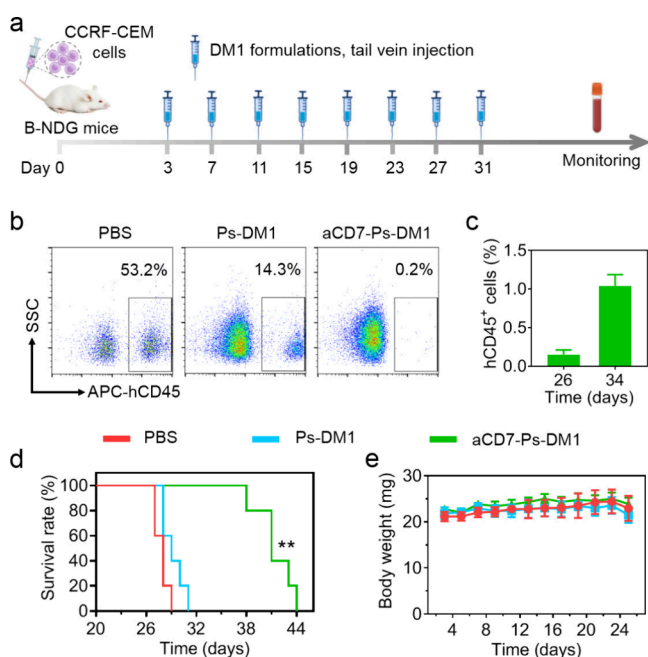 a
CCRF-CEM
cells
DM1 formulations, tail vein injection
B-NDG mice
Day 0
3
7
11
15
19
23
27
31
Monitoring
b
PBS
Ps-DM1
aCD7-Ps-DM1
53.2%
14.3%
0.2%
SSC
APC-hCD45
c
hCD45+ cells (%)
1.5
1.0
0.5
0.0
26
34
Time (days)
PBS
Ps-DM1
aCD7-Ps-DM1
d
Survival rate (%)
100
80
60
40
20
0
**
20
26
32
38
44
Time (days)
e
Body weight (mg)
30
20
10
0
4
8
12
16
20
24
Time (days)